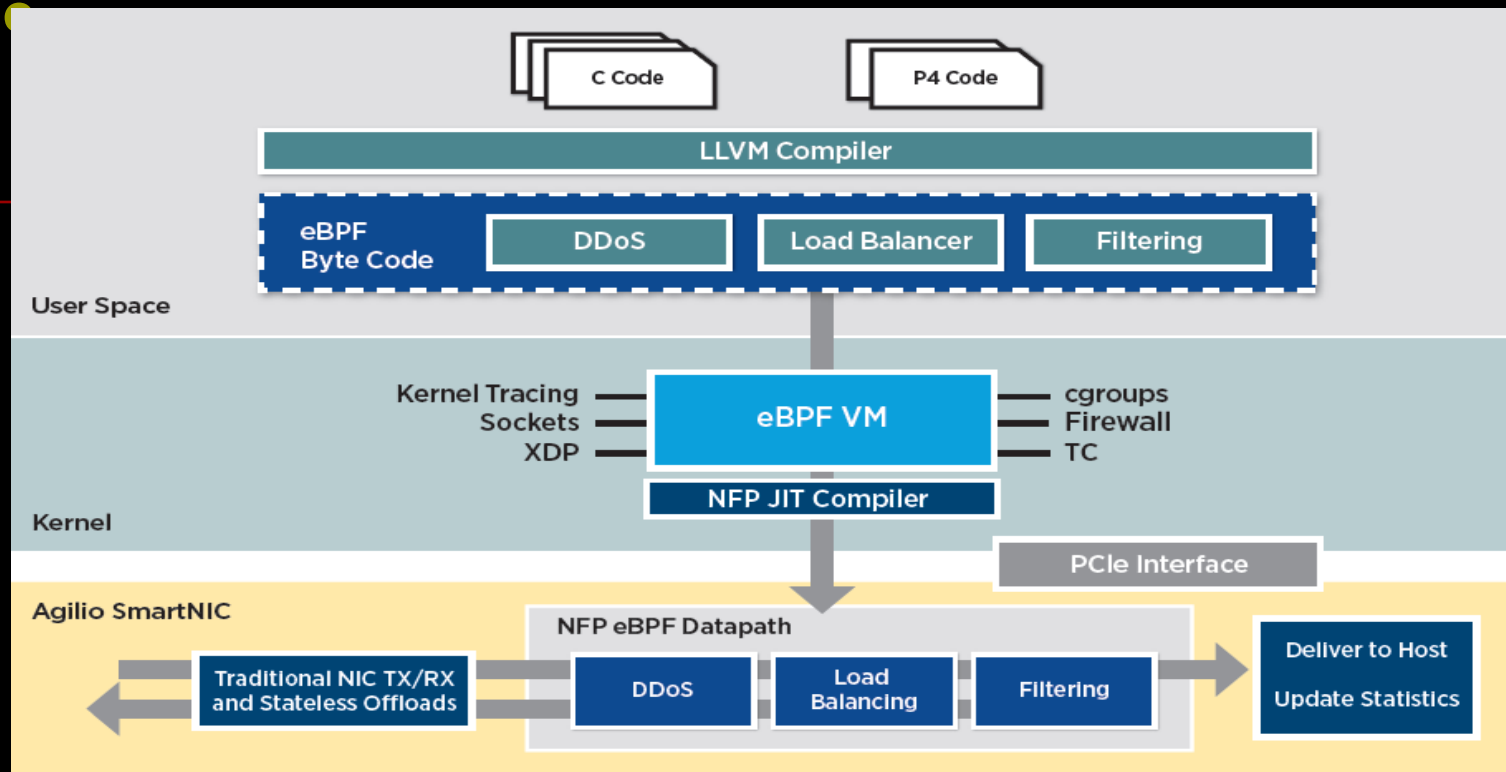 C Code
P4 Code
LLVM Compiler
eBPF
Byte Code
DDoS
Load Balancer
Filtering
User Space
Kernel Tracing
Sockets
XDP
eBPF VM
cgroups
Firewall
TC
NFP JIT Compiler
Kernel
PCIe Interface
Agilio SmartNIC
NFP eBPF Datapath
Traditional NIC TX/RX
and Stateless Offloads
DDoS
Load
Balancing
Filtering
Deliver to Host
Update Statistics